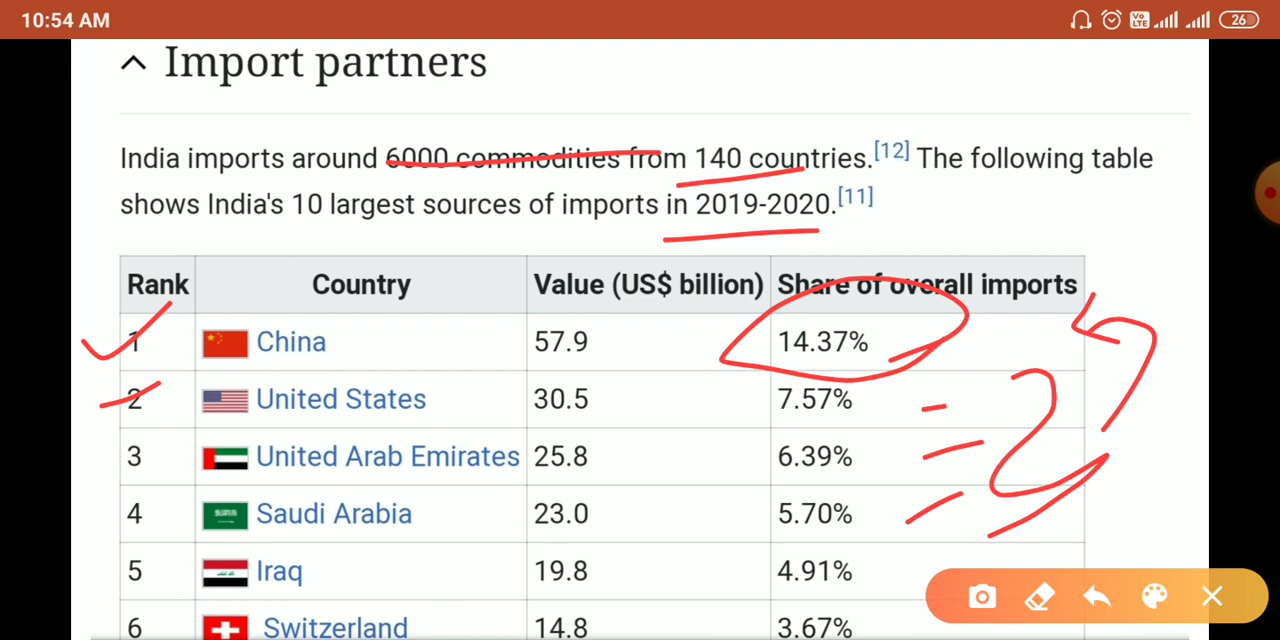 10:54 AM
Vo LTE
26
Import partners
India imports around 6000 commodities from 140 countries.[12] The following table
shows India's 10 largest sources of imports in 2019-2020.[11]
Rank Country Value (US$ billion) Share of overall imports
1 China 57.9 14.37%
2 United States 30.5 7.57%
3 United Arab Emirates 25.8 6.39%
4 Saudi Arabia 23.0 5.70%
5 Iraq 19.8 4.91%
6 Switzerland 14.8 3.67%